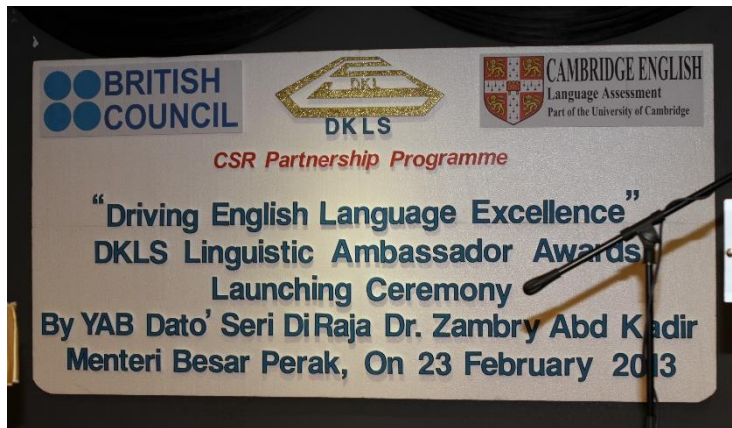 BRITISH
COUNCIL
DKL
DKLS
CAMBRIDGE ENGLISH
Language Assessment
Part of the University of Cambridge
CSR Partnership Programme
“Driving English Language Excellence”
DKLS Linguistic Ambassador Awards
Launching Ceremony
By YAB Dato’ Seri DiRaja Dr. Zambry Abd Kadir
Menteri Besar Perak, On 23 February 2013